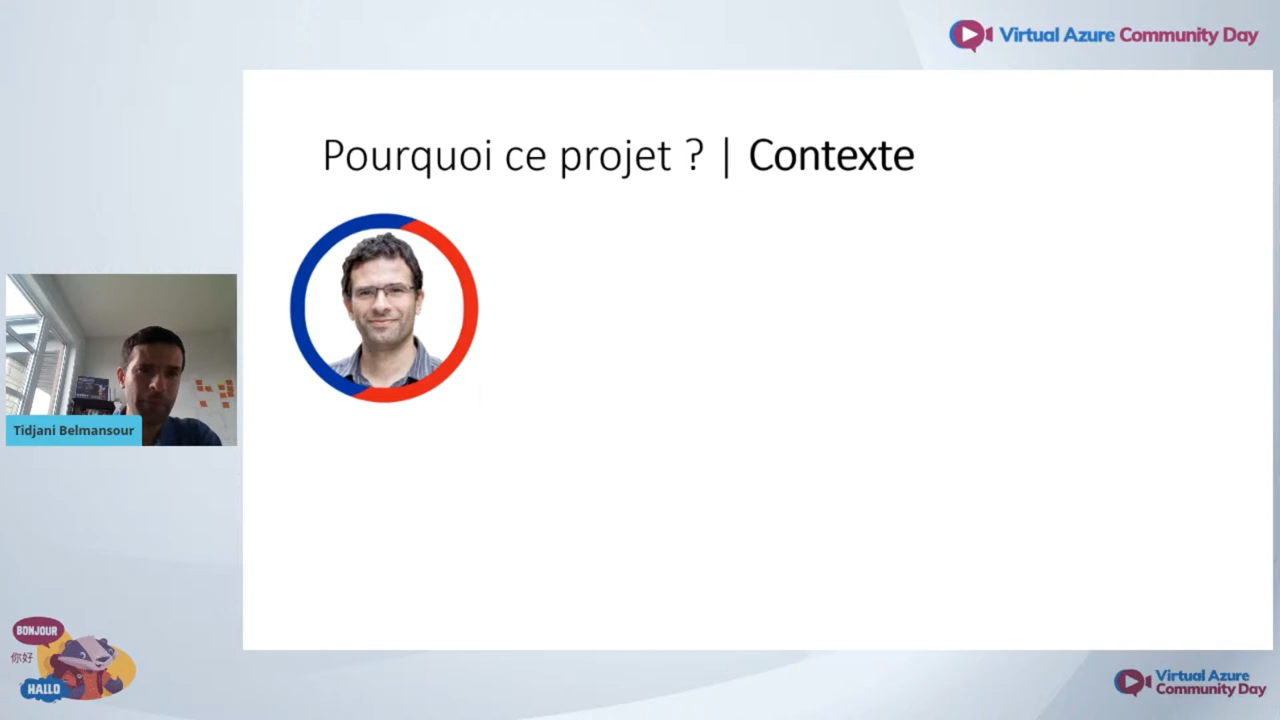 Virtual Azure Community Day
Pourquoi ce projet ? | Contexte
Tidjani Belmansour
BONJOUR
你好
HALLO
Virtual Azure
Community Day